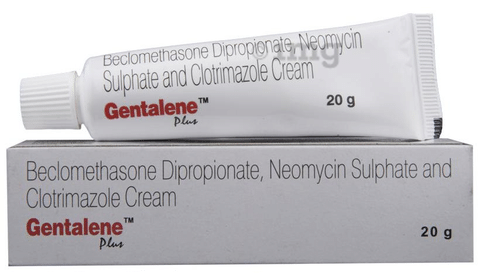 Beclomethasone Dipropionate, Neomycin
Sulphate and Clotrimazole Cream
Gentalene™
Plus
20 g
Beclomethasone Dipropionate, Neomycin Sulphate and
Clotrimazole Cream
Gentalene™
Plus
20 g